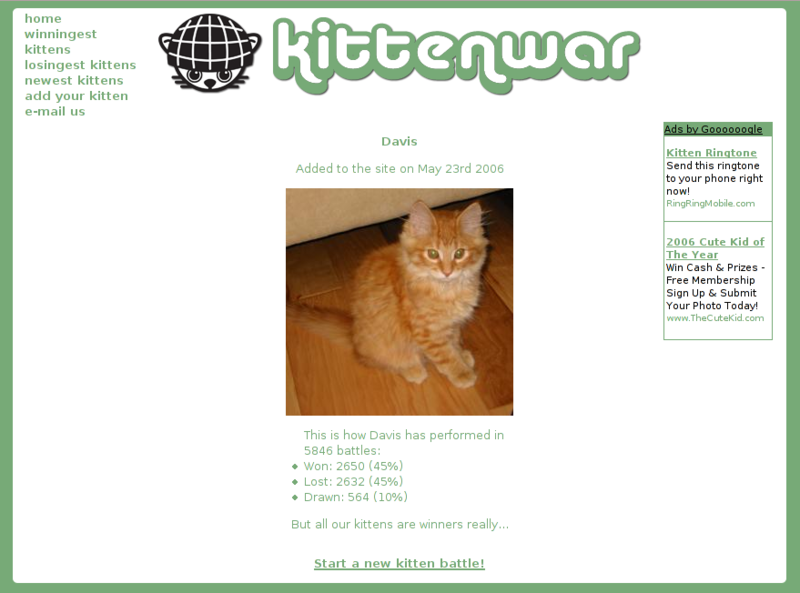 home
winningest
kittens
losingest kittens
newest kittens
add your kitten
e-mail us
kittenwar
Davis
Added to the site on May 23rd 2006
This is how Davis has performed in
5846 battles:
Won: 2650 (45%)
Lost: 2632 (45%)
Drawn: 564 (10%)
But all our kittens are winners really...
Start a new kitten battle!
Ads by Goooooogle
Kitten Ringtone
Send this ringtone
to your phone right
now!
RingRingMobile.com
2006 Cute Kid of
The Year
Win Cash & Prizes -
Free Membership
Sign Up & Submit
Your Photo Today!
www.TheCuteKid.com